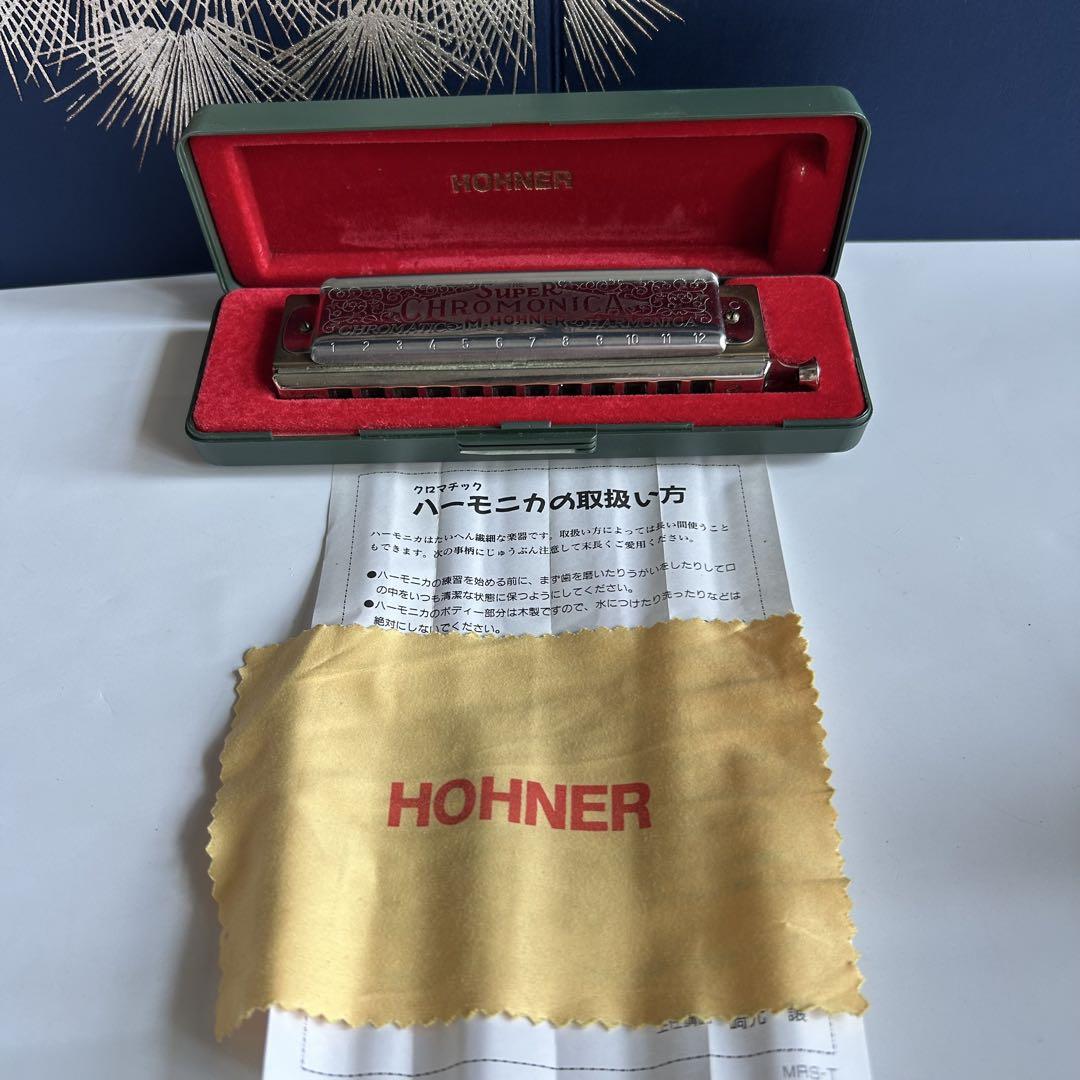 HOHNER
SUPER
CHROMONICA
CHROMATIC M. HOHNER HARMONICA
1 2 3 4 5 6 7 8 9 10 11 12
クロマチック
ハーモニカの取扱い方
ハーモニカはたいへん繊細な楽器です。取扱い方によっては長い間使うこと
もできます。次の事柄にじゅうぶん注意して末長くご愛用ください。
●ハーモニカの練習を始める前に、まず歯を磨いたりうがいをしたりして口
の中をいつも清潔な状態に保つようにしてください。
●ハーモニカのボディー部分は木製ですので、水につけたり洗ったりなどは
絶対にしないでください。
HOHNER
崎元 譲
MRS-T